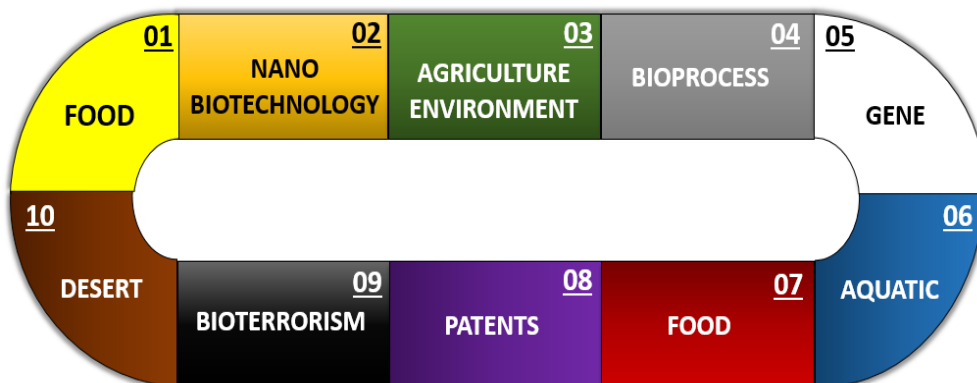 01
FOOD
02
NANO
BIOTECHNOLOGY
03
AGRICULTURE
ENVIRONMENT
04
BIOPROCESS
05
GENE
06
AQUATIC
07
FOOD
08
PATENTS
09
BIOTERRORISM
10
DESERT